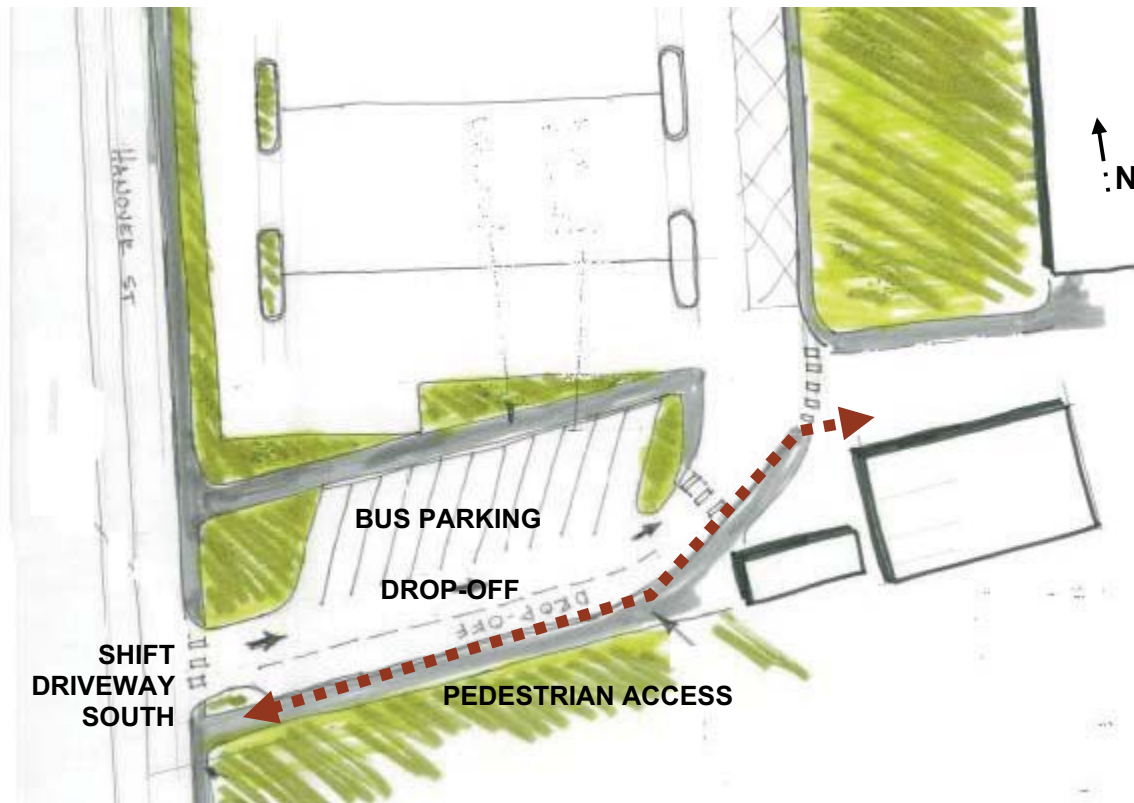 HANOVER ST
N
BUS PARKING
DROP-OFF
DROP-OFF
SHIFT
DRIVEWAY
SOUTH
PEDESTRIAN ACCESS